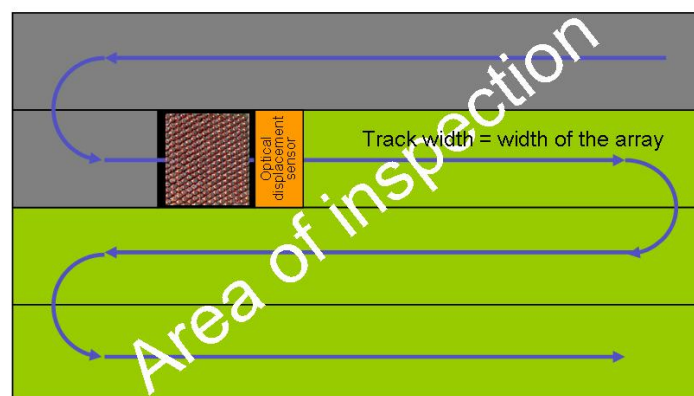 Track width = width of the array
Optical
displacement
sensor
Area of inspection